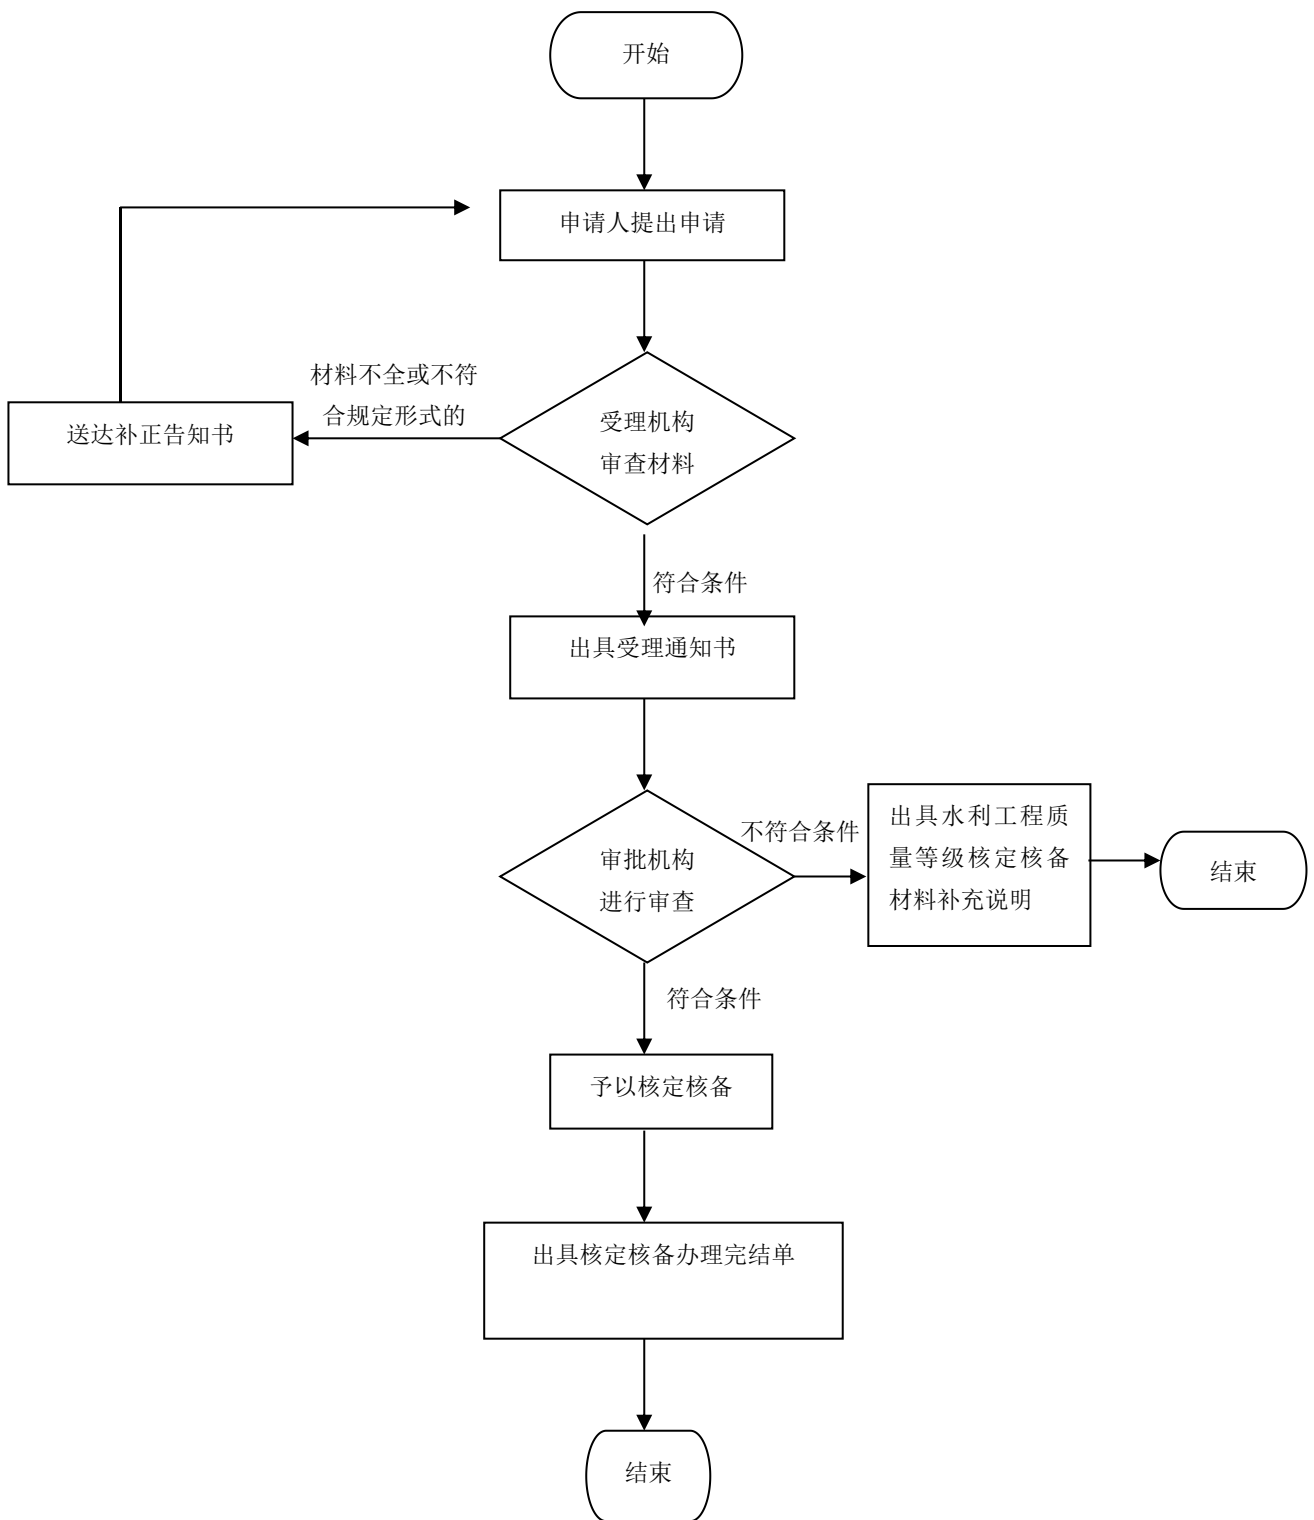 开始
申请人提出申请
材料不全或不符
合规定形式的
送达补正告知书
受理机构
审查材料
符合条件
出具受理通知书
审批机构
进行审查
不符合条件
出具水利工程质
量等级核定核备
材料补充说明
结束
符合条件
予以核定核备
出具核定核备办理完结单
结束